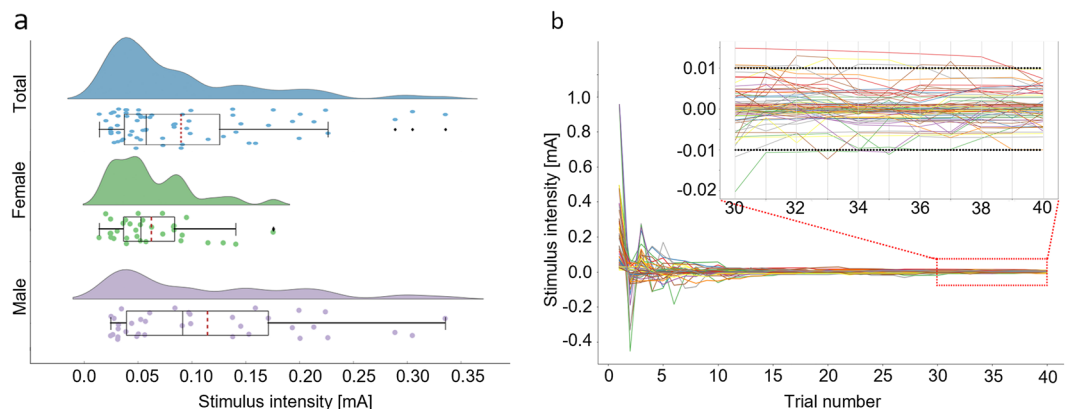 a
Total
Female
Male
0.0 0.05 0.10 0.15 0.20 0.25 0.30 0.35
Stimulus intensity [mA]
b
Stimulus intensity [mA]
1.0
0.8
0.6
0.4
0.2
0.0
-0.2
-0.4
0 5 10 15 20 25 30 35 40
Trial number
0.01
0.00
-0.01
-0.02
30 32 34 36 38 40